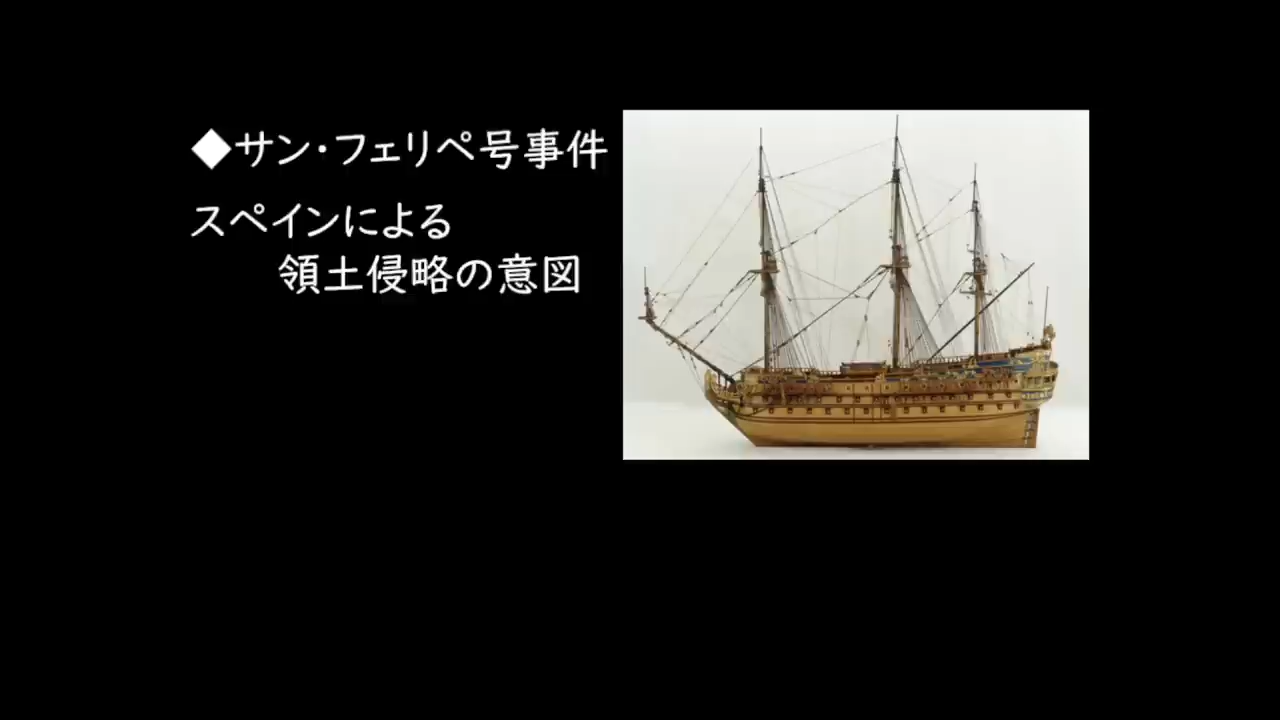 ◆サン・フェリペ号事件
スペインによる
領土侵略の意図